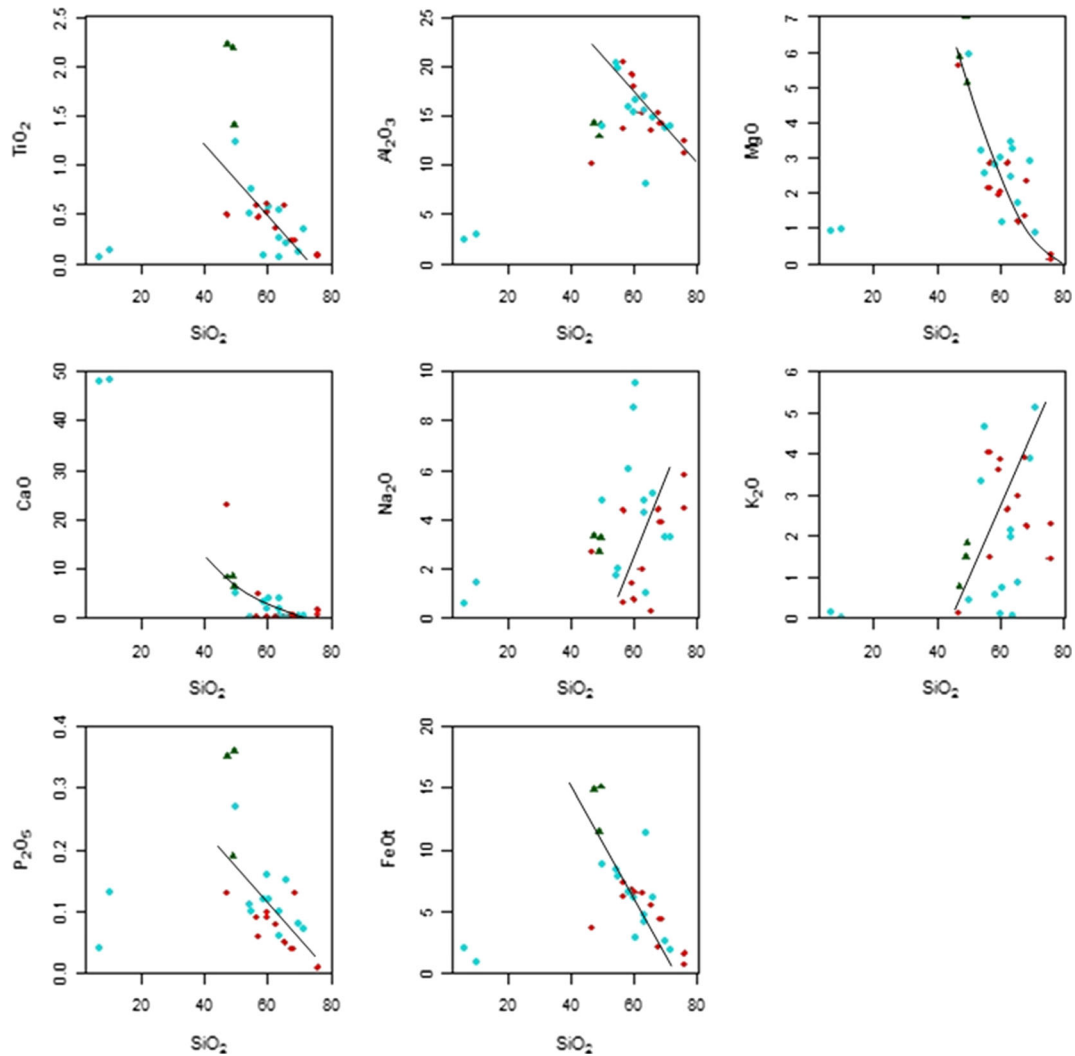 TiO2
0.0 0.5 1.0 1.5 2.0 2.5
20 40 60 80
SiO2
Al2O3
0 5 10 15 20 25
20 40 60 80
SiO2
MgO
0 1 2 3 4 5 6 7
20 40 60 80
SiO2
CaO
0 10 20 30 40 50
20 40 60 80
SiO2
Na2O
0 2 4 6 8 10
20 40 60 80
SiO2
K2O
0 1 2 3 4 5 6
20 40 60 80
SiO2
P2O5
0.0 0.1 0.2 0.3 0.4
20 40 60 80
SiO2
FeOt
0 5 10 15 20
20 40 60 80
SiO2